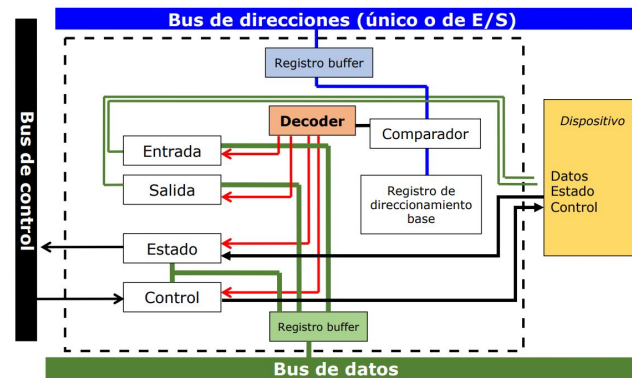 Bus de direcciones (único o de E/S)
Bus de control
Registro buffer
Decoder
Comparador
Dispositivo
Entrada
Salida
Registro de
direccionamiento
base
Datos
Estado
Control
Estado
Control
Registro buffer
Bus de datos